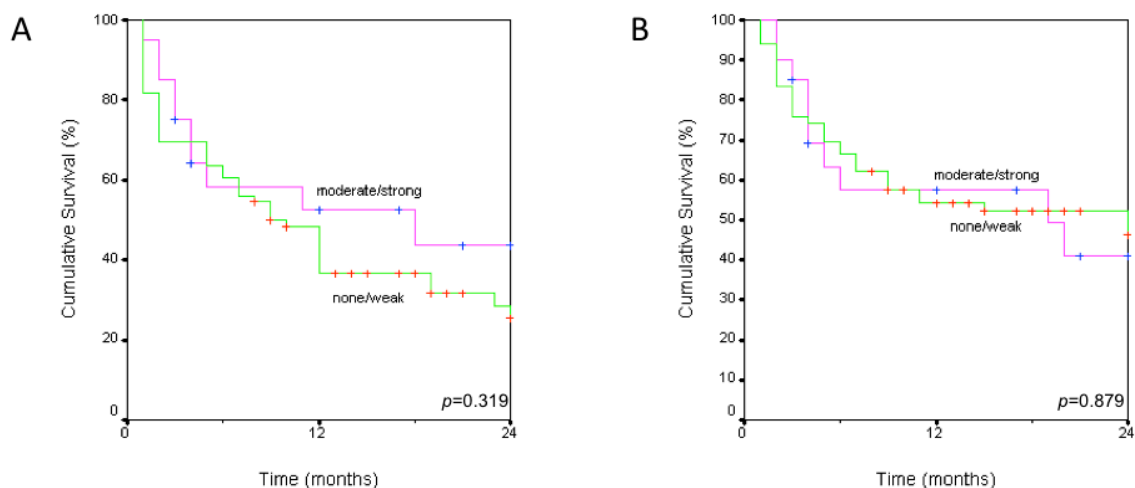 A
100
80
60
40
20
0
Cumulative Survival (%)
moderate/strong
none/weak
p=0.319
0
12
24
Time (months)
B
100
90
80
70
60
50
40
30
20
10
0
Cumulative Survival (%)
moderate/strong
none/weak
p=0.879
0
12
24
Time (months)